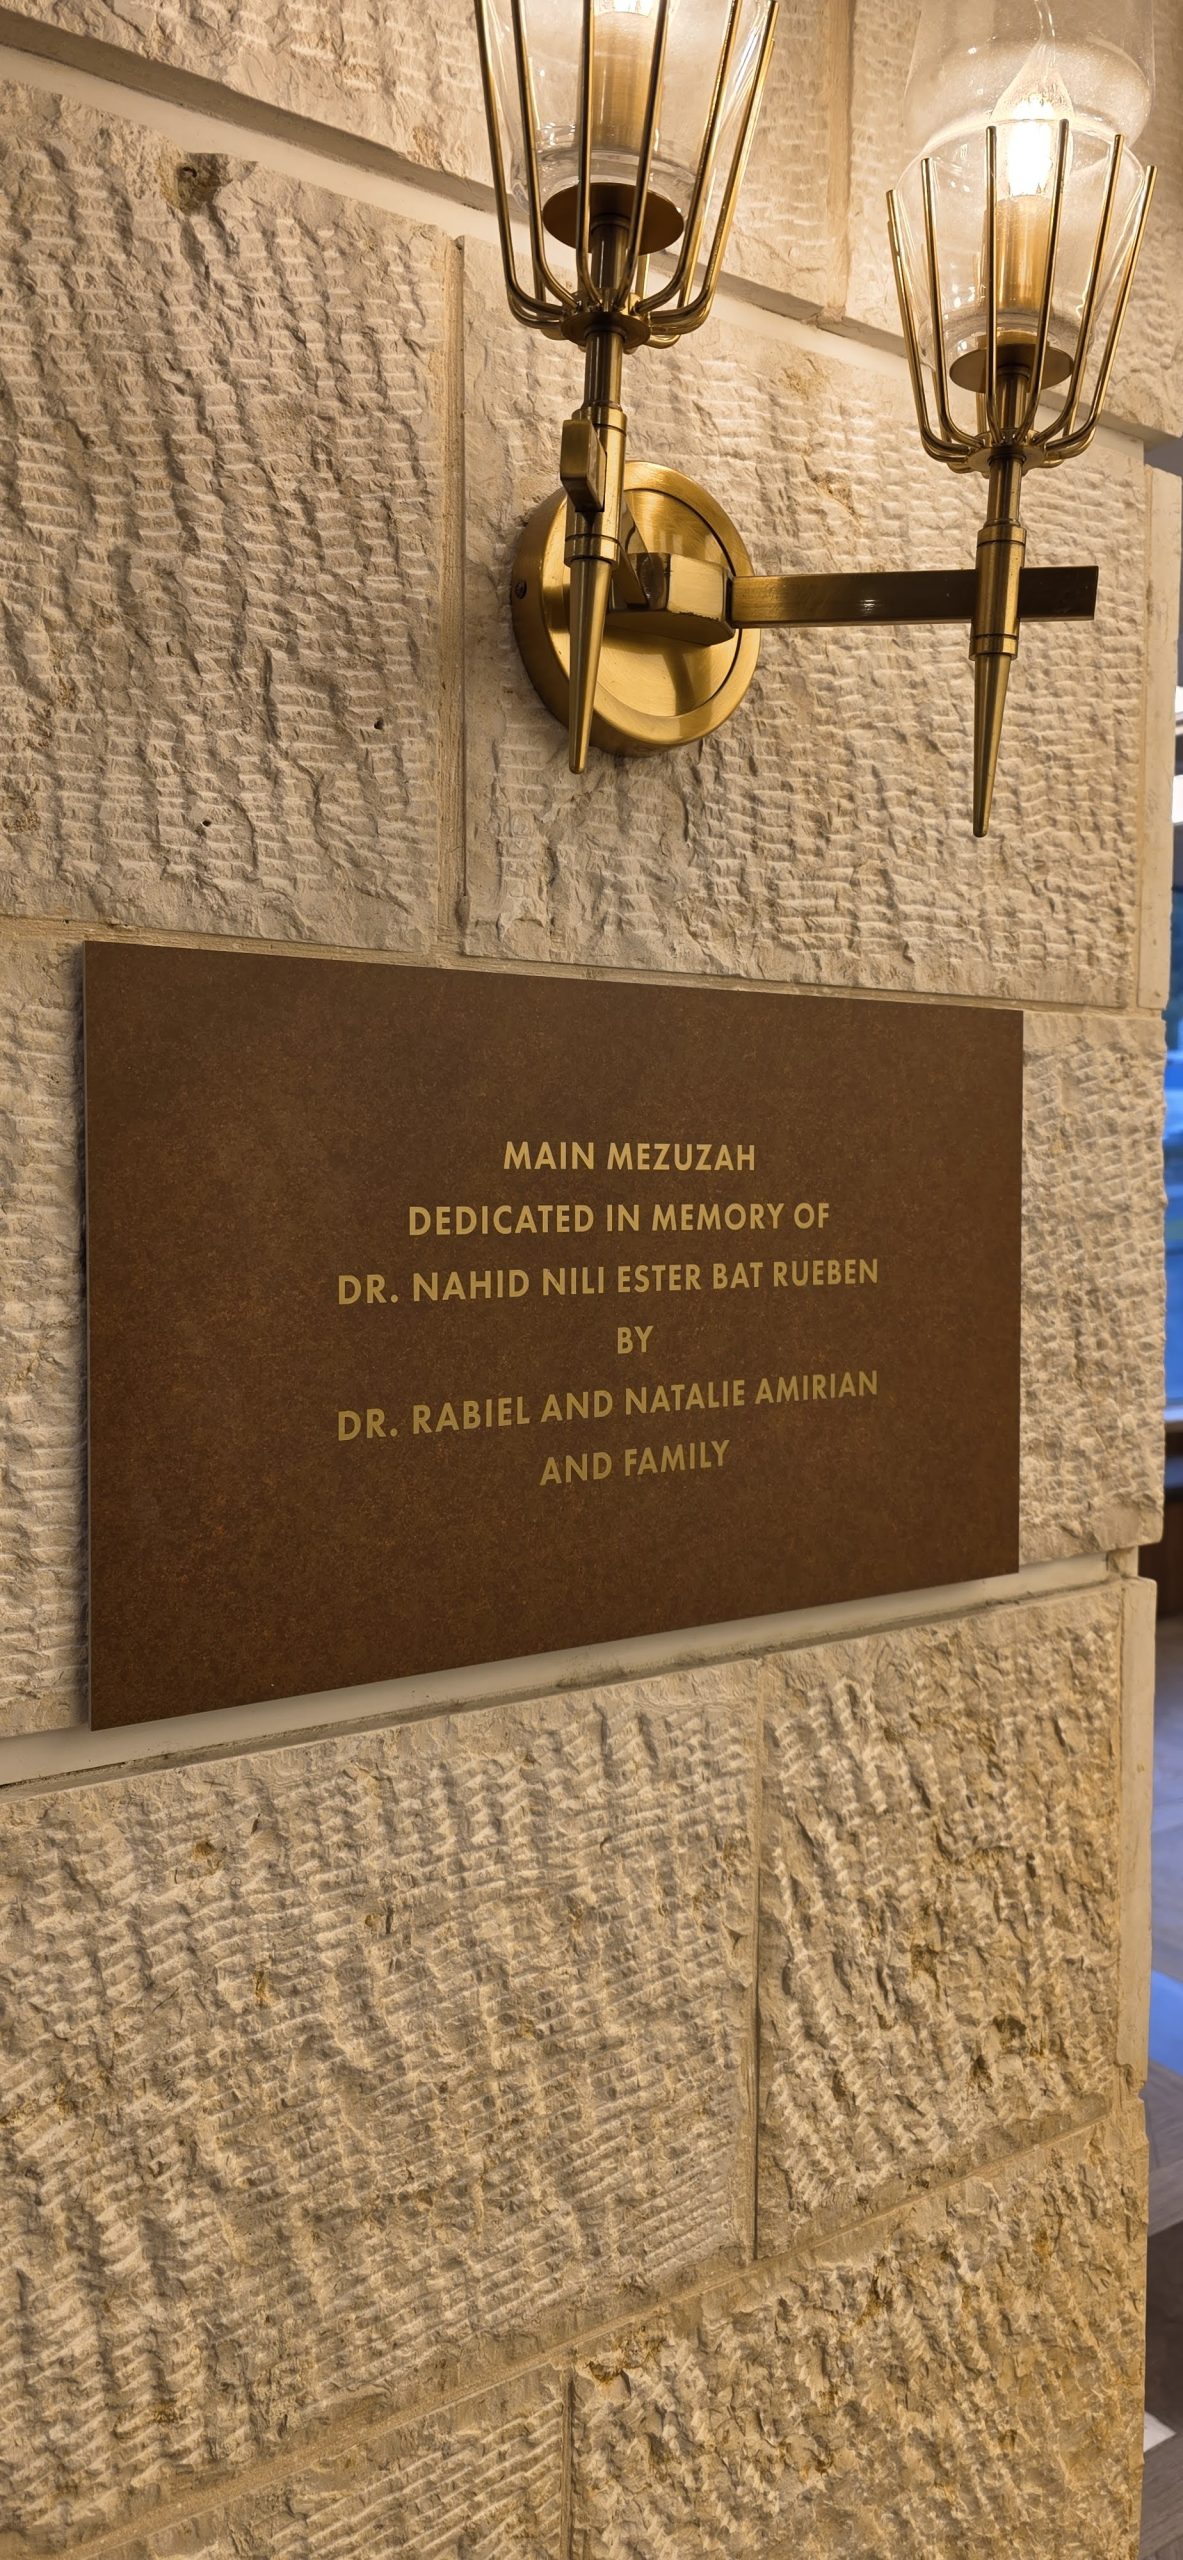 MAIN MEZUZAH
DEDICATED IN MEMORY OF
DR. NAHID NILI ESTER BAT RUEBEN
BY
DR. RABIEL AND NATALIE AMIRIAN
AND FAMILY